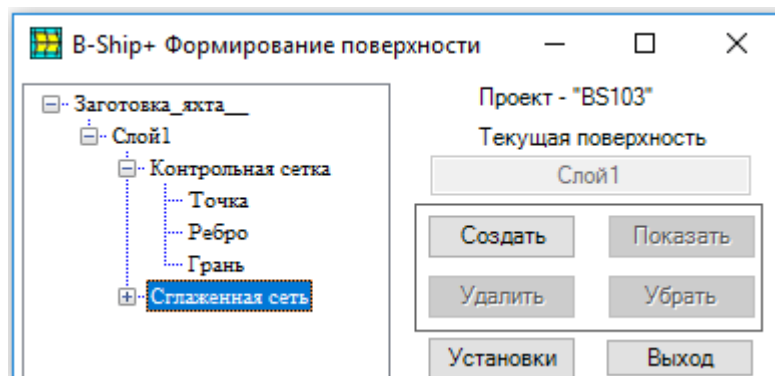 B-Ship+ Формирование поверхности
Заготовка_яхта__
Слой1
Контрольная сетка
Точка
Ребро
Грань
Сглаженная сеть
Проект - "BS103"
Текущая поверхность
Слой1
Создать Показать
Удалить Убрать
Установки Выход